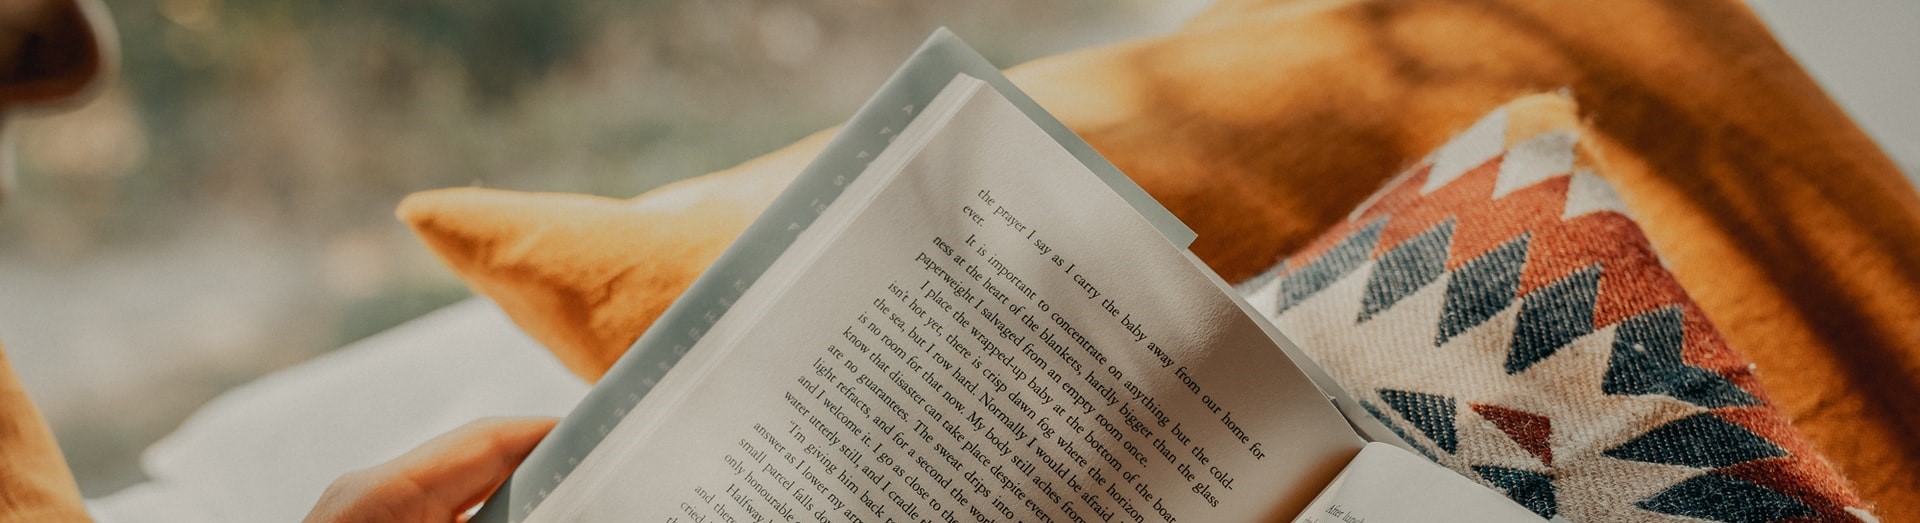 the prayer I say as I carry the baby away from our home for
ever.
It is important to concentrate on anything but the cold-
ness at the heart of the blankets, hardly bigger than the glass
paperweight I salvaged from an empty room once.
I place the wrapped-up baby at the bottom of the boat
isn't hot yet, there is crisp dawn fog where the horizon
the sea, but I row hard. Normally I would be afraid.
is no room for that now. My body still aches from
know that disaster can take place despite every
are no guarantees. The sweat drips into
light refracts, and for a second the
and I welcome it. I go as close to the
water utterly still, and I cradle
"I'm giving him back
answer as I lower my
small parcel falls
only honourable
Halfway
and there
cried
the
After